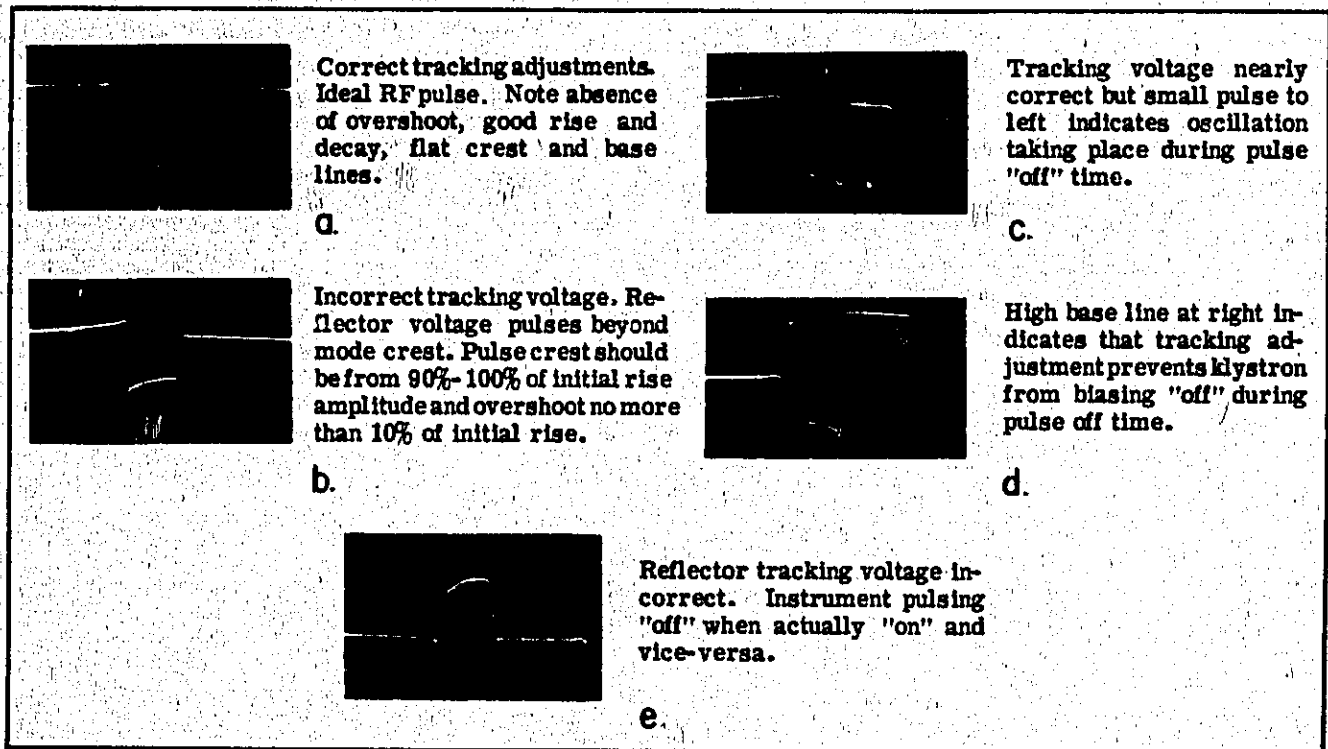 Correct tracking adjustments.
Ideal RF pulse. Note absence
of overshoot, good rise and
decay, flat crest and base
lines.
a.
Incorrect tracking voltage. Re-
flector voltage pulses beyond
mode crest. Pulse crest should
be from 90%-100% of initial rise
amplitude and overshoot no more
than 10% of initial rise.
b.
Tracking voltage nearly
correct but small pulse to
left indicates oscillation
taking place during pulse
"off" time.
c.
High base line at right in-
dicates that tracking ad-
justment prevents klystron
from biasing "off" during
pulse off time.
d.
Reflector tracking voltage in-
correct. Instrument pulsing
"off" when actually "on" and
vice-versa.
e.